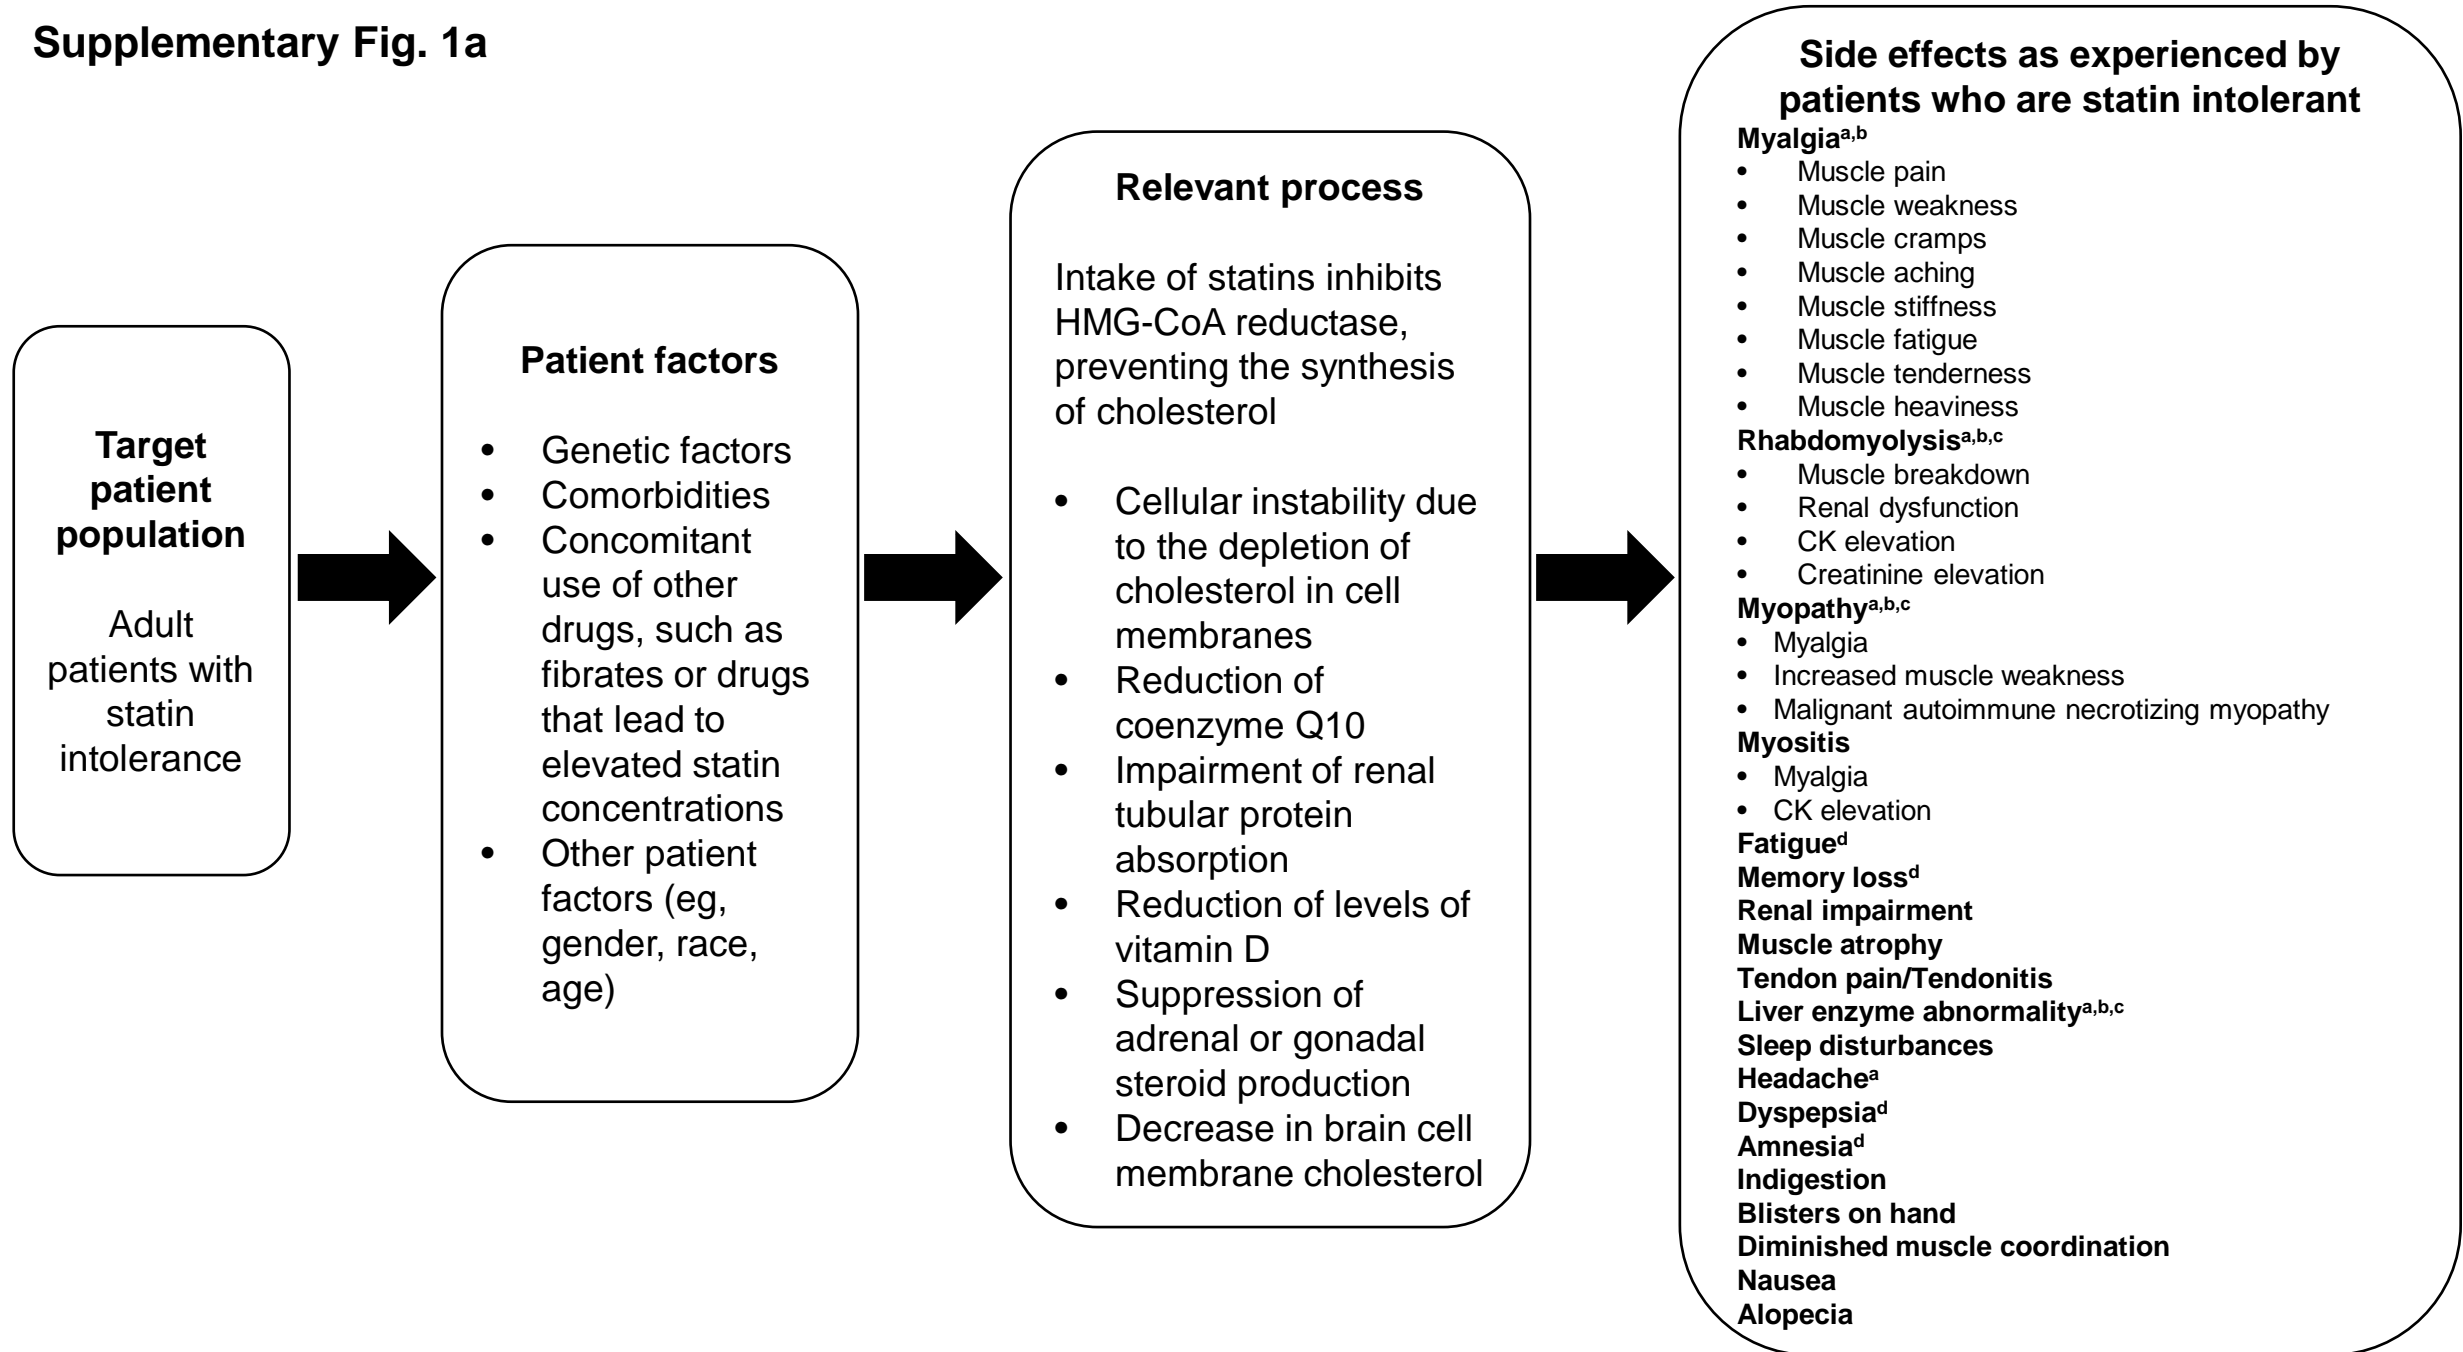 Supplementary Fig. 1a
Target
patient
population
Adult
patients with
statin
intolerance
Patient factors
• Genetic factors
• Comorbidities
• Concomitant
use of other
drugs, such as
fibrates or drugs
that lead to
elevated statin
concentrations
• Other patient
factors (eg,
gender, race,
age)
Relevant process
Intake of statins inhibits
HMG-CoA reductase,
preventing the synthesis
of cholesterol
• Cellular instability due
to the depletion of
cholesterol in cell
membranes
• Reduction of
coenzyme Q10
• Impairment of renal
tubular protein
absorption
• Reduction of levels of
vitamin D
• Suppression of
adrenal or gonadal
steroid production
• Decrease in brain cell
membrane cholesterol
Side effects as experienced by
patients who are statin intolerant
Myalgiaa,b
• Muscle pain
• Muscle weakness
• Muscle cramps
• Muscle aching
• Muscle stiffness
• Muscle fatigue
• Muscle tenderness
• Muscle heaviness
Rhabdomyolysisa,b,c
• Muscle breakdown
• Renal dysfunction
• CK elevation
• Creatinine elevation
Myopathya,b,c
• Myalgia
• Increased muscle weakness
• Malignant autoimmune necrotizing myopathy
Myositis
• Myalgia
• CK elevation
Fatigued
Memory lossd
Renal impairment
Muscle atrophy
Tendon pain/Tendonitis
Liver enzyme abnormalitya,b,c
Sleep disturbances
Headachea
Dyspepsiad
Amnesiad
Indigestion
Blisters on hand
Diminished muscle coordination
Nausea
Alopecia